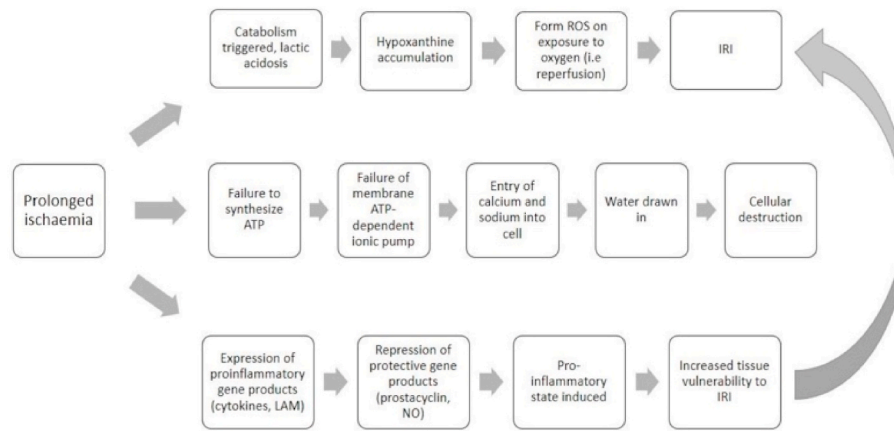 Catabolism
triggered, lactic
acidosis
Hypoxanthine
accumulation
Form ROS on
exposure to
oxygen (i.e
reperfusion)
IRI
Prolonged
ischaemia
Failure to
synthesize
ATP
Failure of
membrane
ATP-
dependent
ionic pump
Entry of
calcium and
sodium into
cell
Water drawn
in
Cellular
destruction
Expression of
proinflammatory
gene products
(cytokines, LAM)
Repression of
protective gene
products
(prostacyclin,
NO)
Pro-
inflammatory
state induced
Increased tissue
vulnerability to
IRI